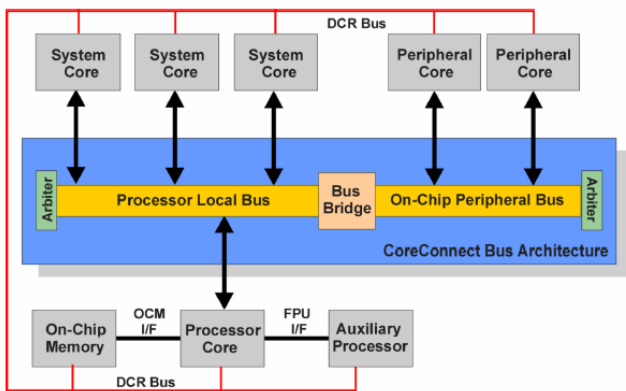 DCR Bus
System
Core
System
Core
System
Core
Peripheral
Core
Peripheral
Core
Arbiter
Processor Local Bus
Bus
Bridge
On-Chip Peripheral Bus
Arbiter
CoreConnect Bus Architecture
On-Chip
Memory
OCM
I/F
Processor
Core
FPU
I/F
Auxiliary
Processor
DCR Bus